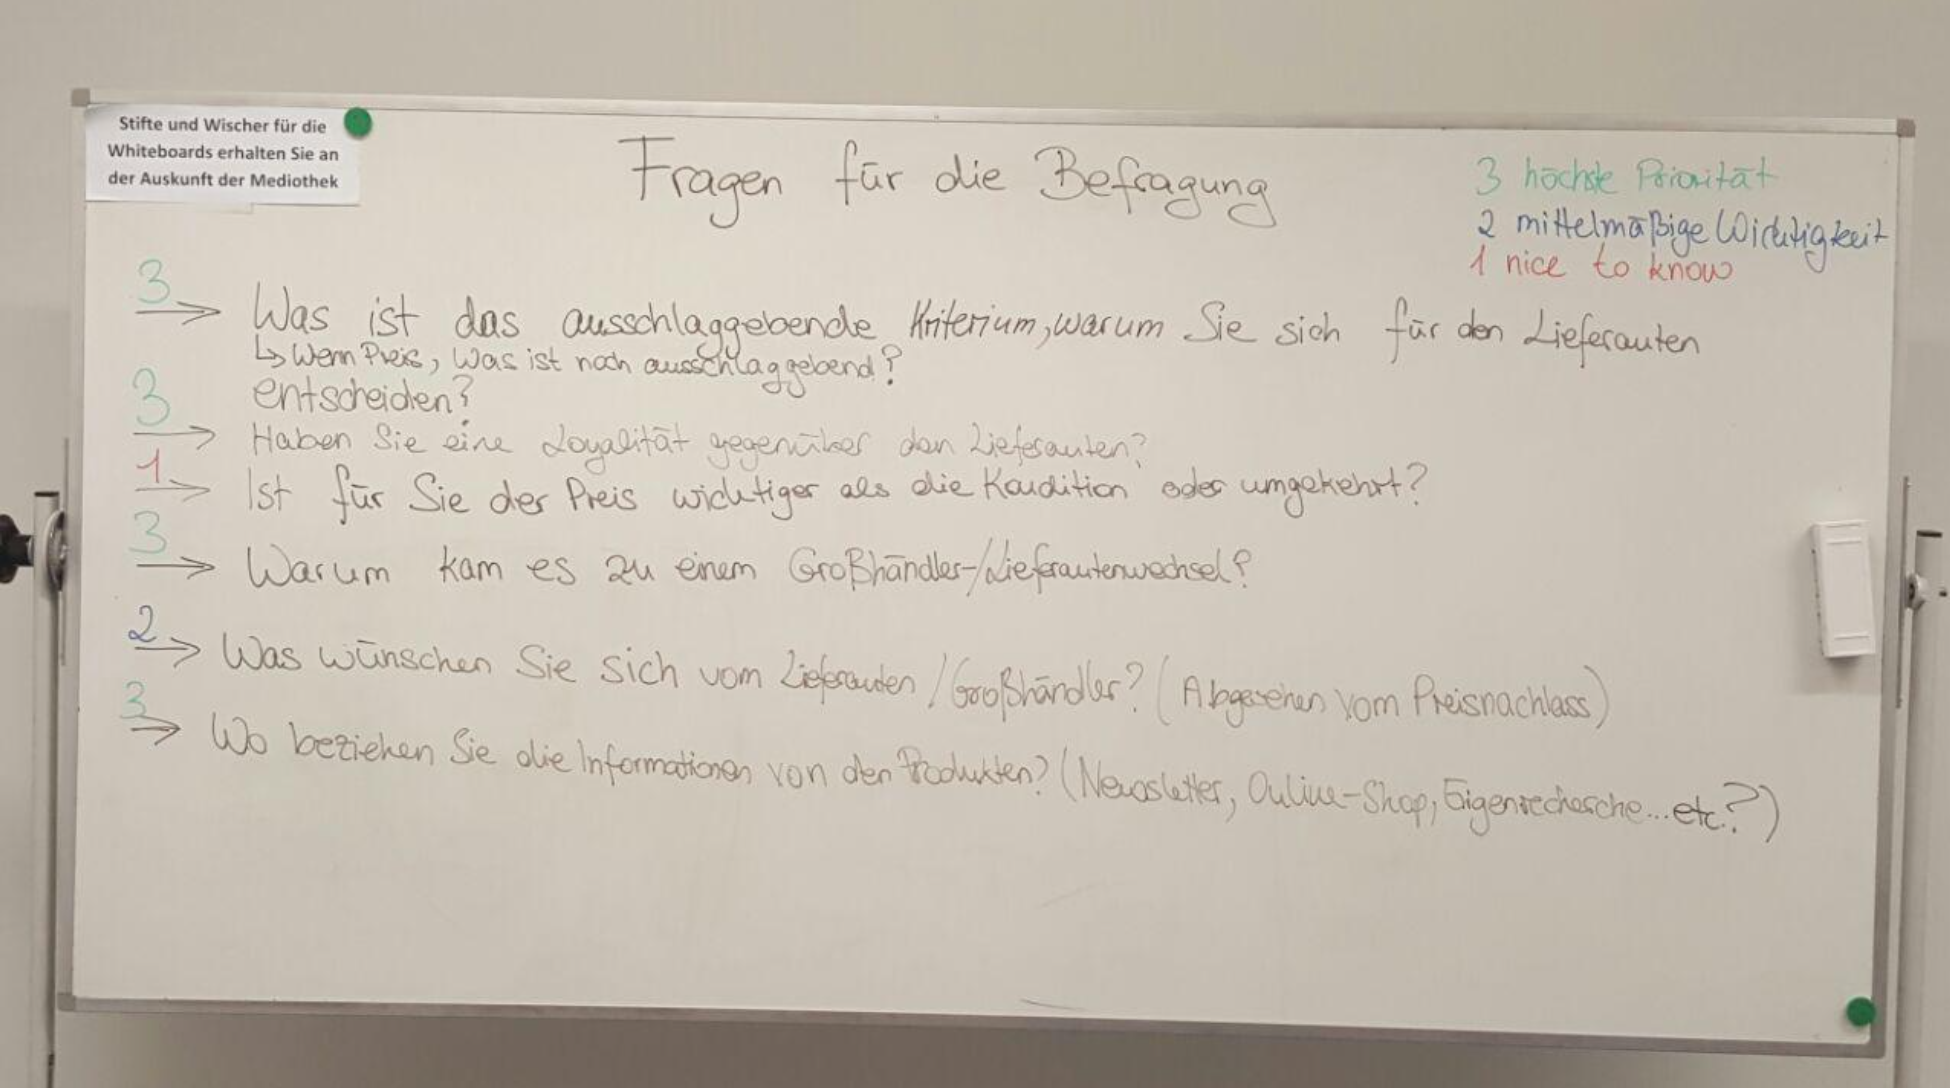 Stifte und Wischer für die
Whiteboards erhalten Sie an
der Auskunft der Mediothek
Fragen für die Befragung
3 höchste Priorität
2 mittelmäßige Wichtigkeit
1 nice to know
3 → Was ist das ausschlaggebende Kriterium, warum Sie sich für den Lieferanten
↳ Wenn Preis, Was ist noch ausschlaggebend?
entscheiden?
3 → Haben Sie eine Loyalität gegenüber den Lieferanten?
1 → Ist für Sie der Preis wichtiger als die Kondition oder umgekehrt?
3 → Warum kam es zu einem Großhändler-/Lieferantenwechsel?
2 → Was wünschen Sie sich vom Lieferanten / Großhändler? (Abgesehen vom Preisnachlass)
3 → Wo beziehen Sie die Informationen von den Produkten? (Newsletter, Online-Shop, Eigenrecherche... etc.?)